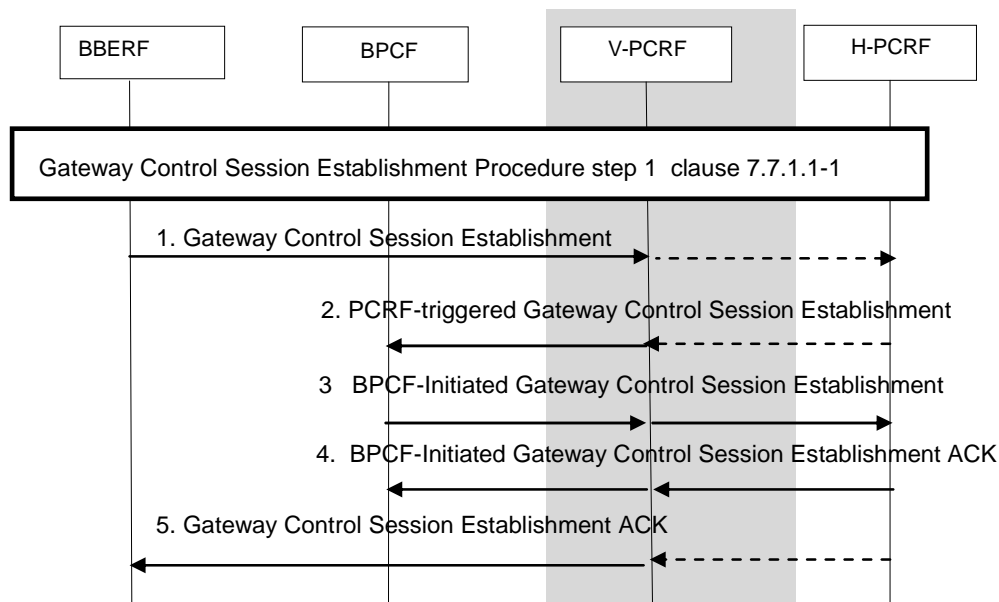 BBERF
BPCF
V-PCRF
H-PCRF
Gateway Control Session Establishment Procedure step 1 clause 7.7.1.1-1
1. Gateway Control Session Establishment
2. PCRF-triggered Gateway Control Session Establishment
3 BPCF-Initiated Gateway Control Session Establishment
4. BPCF-Initiated Gateway Control Session Establishment ACK
5. Gateway Control Session Establishment ACK